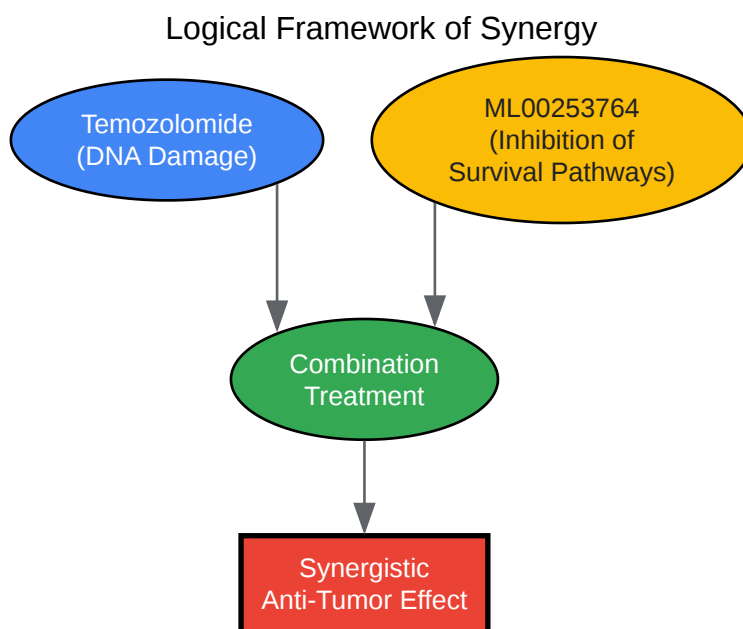 Logical Framework of Synergy
Temozolomide
(DNA Damage)
ML00253764
(Inhibition of
Survival Pathways)
Combination
Treatment
Synergistic
Anti-Tumor Effect